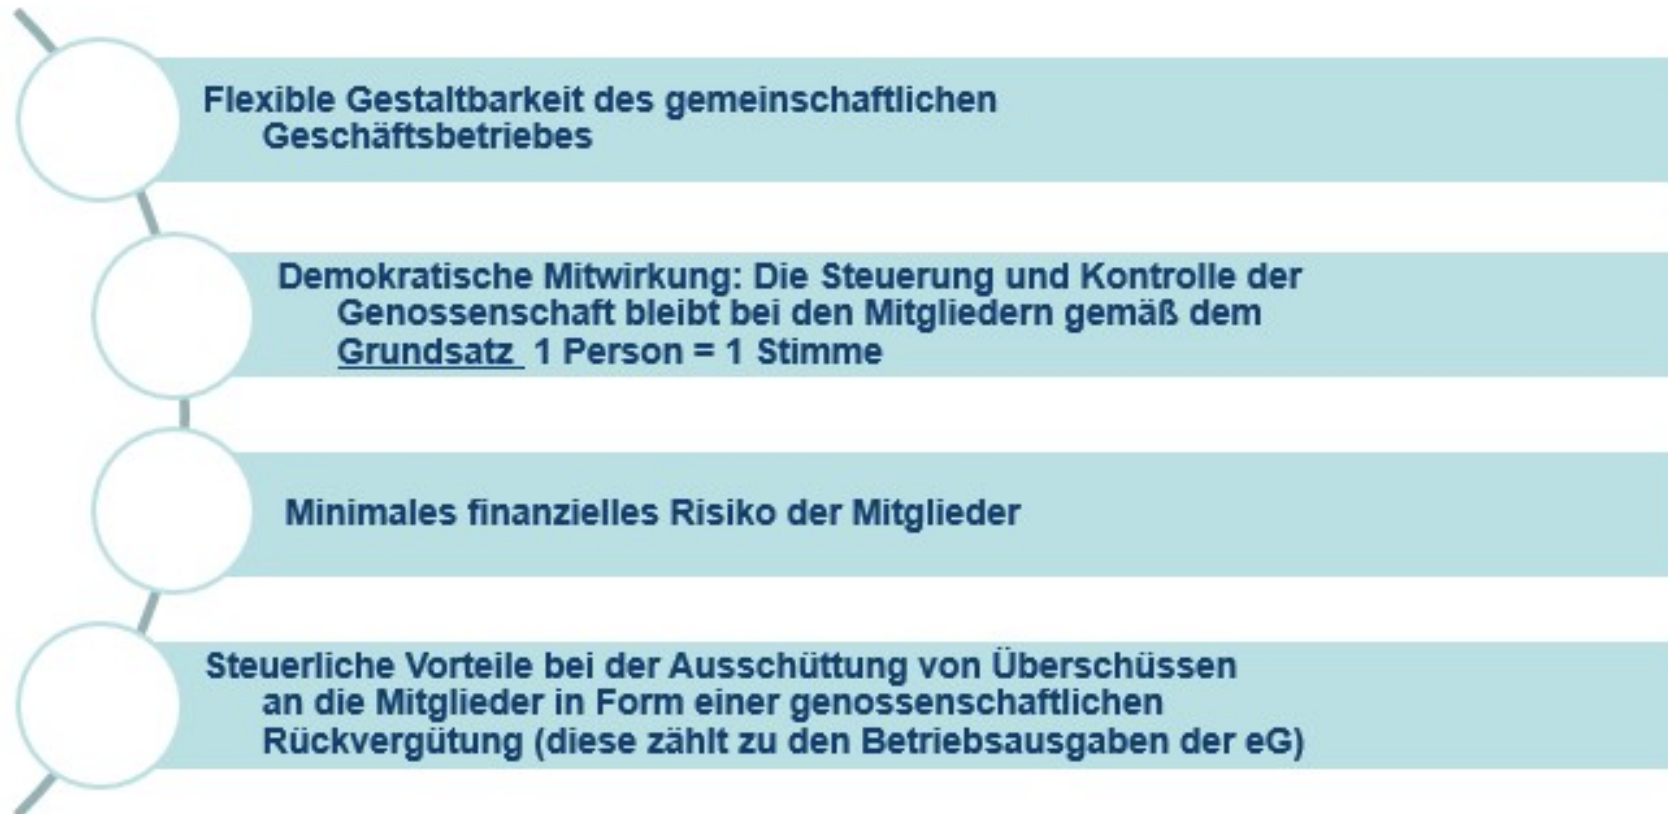 Flexible Gestaltbarkeit des gemeinschaftlichen
Geschäftsbetriebes
Demokratische Mitwirkung: Die Steuerung und Kontrolle der
Genossenschaft bleibt bei den Mitgliedern gemäß dem
Grundsatz 1 Person = 1 Stimme
Minimales finanzielles Risiko der Mitglieder
Steuerliche Vorteile bei der Ausschüttung von Überschüssen
an die Mitglieder in Form einer genossenschaftlichen
Rückvergütung (diese zählt zu den Betriebsausgaben der eG)